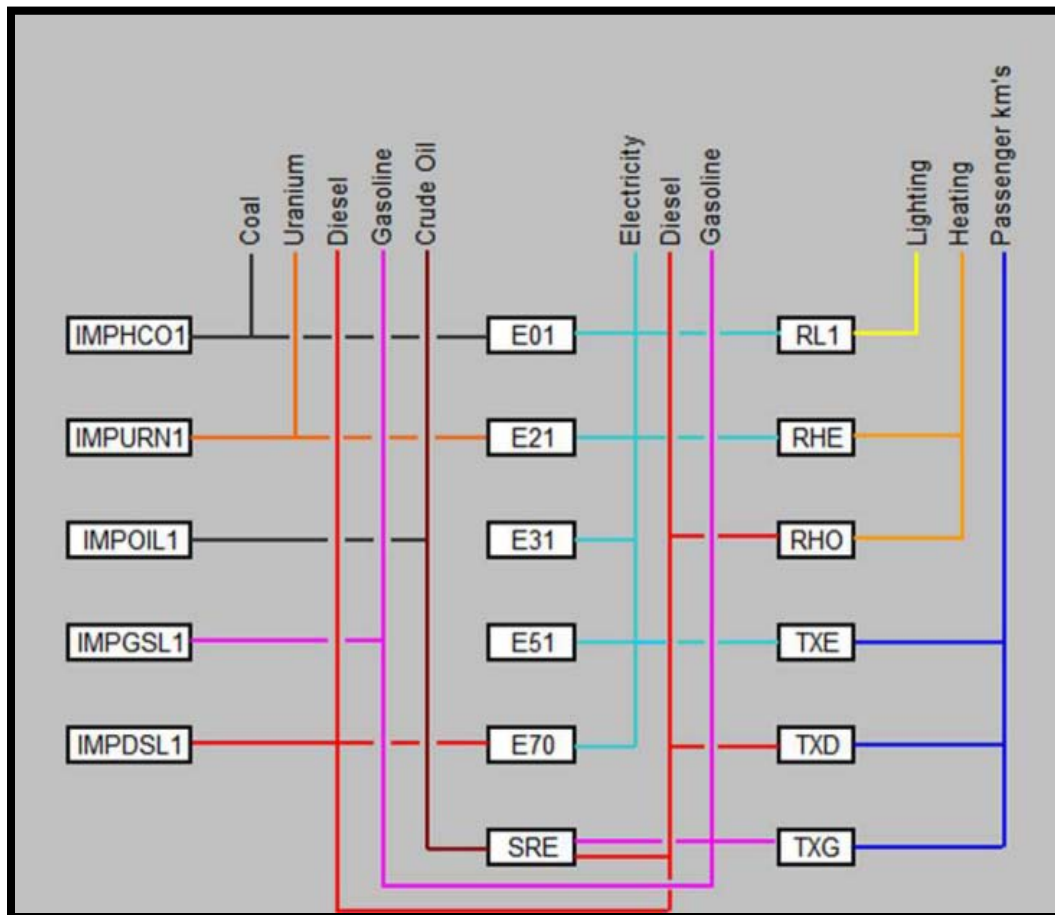 Coal
Uranium
Diesel
Gasoline
Crude Oil
Electricity
Diesel
Gasoline
Lighting
Heating
Passenger km's
IMPHCO1
E01
RL1
IMPURN1
E21
RHE
IMPOIL1
E31
RHO
IMPGSL1
E51
TXE
IMPDSL1
E70
TXD
SRE
TXG